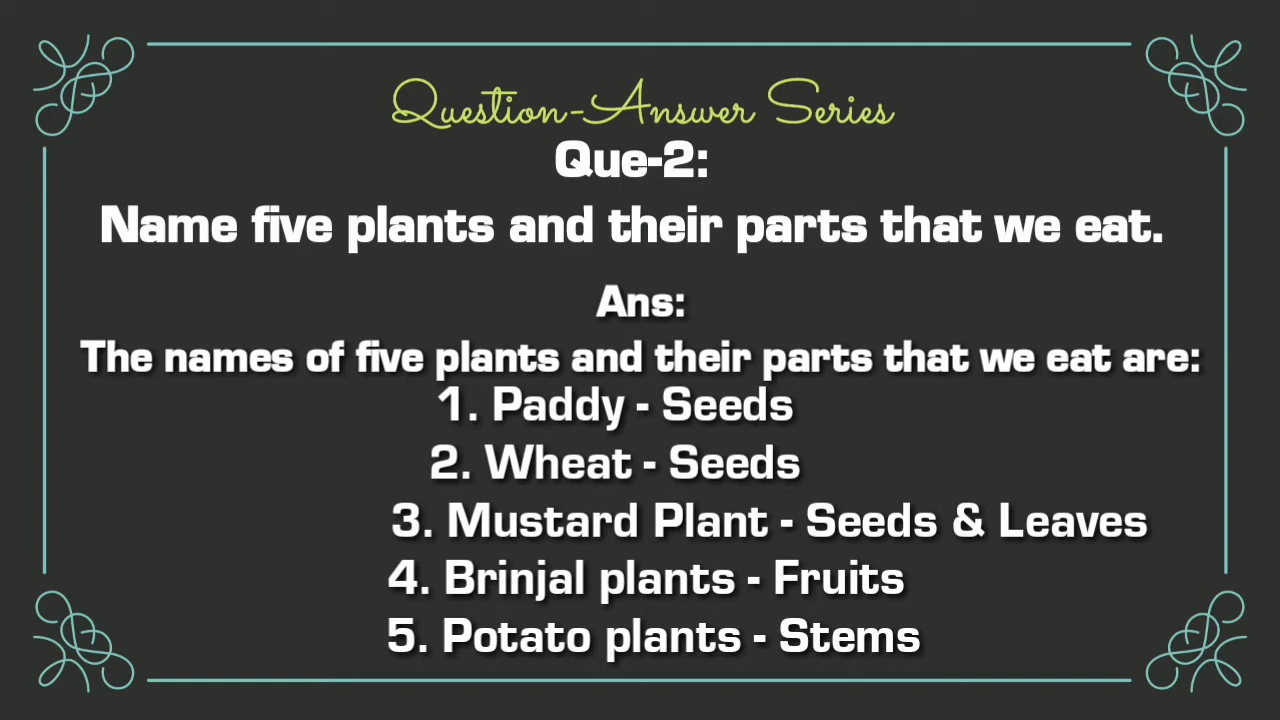 Question-Answer Series
Que-2:
Name five plants and their parts that we eat.
Ans:
The names of five plants and their parts that we eat are:
1. Paddy - Seeds
2. Wheat - Seeds
3. Mustard Plant - Seeds & Leaves
4. Brinjal plants - Fruits
5. Potato plants - Stems